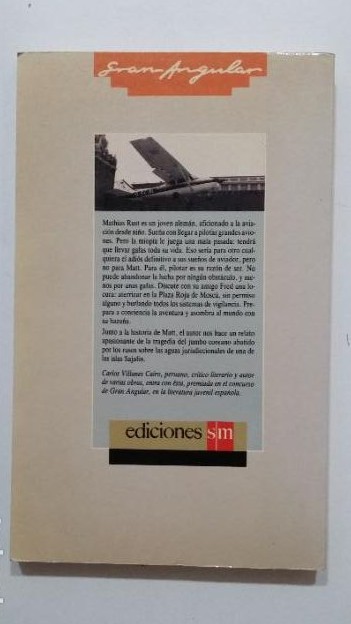 Gran Angular
Mathias Rust es un joven alemán, aficionado a la avia-
ción desde niño. Sueña con llegar a pilotar grandes avio-
nes. Pero la miopía le juega una mala pasada: tendrá
que llevar gafas toda su vida. Eso sería para otro cual-
quiera el adiós definitivo a sus sueños de aviador, pero
no para Matt. Para él, pilotar es su razón de ser. No
puede abandonar la lucha por ningún obstáculo, y me-
nos por unas gafas. Discute con su amigo Fred una lo-
cura: aterrizar en la Plaza Roja de Moscú, sin permiso
alguno y burlando todos los sistemas de vigilancia. Pre-
para a conciencia la aventura y asombra al mundo con
su hazaña.
Junto a la historia de Matt, el autor nos hace un relato
apasionante de la tragedia del jumbo coreano abatido
por los rusos sobre las aguas jurisdiccionales de una de
las islas Sajalín.
Carlos Villanes Cairo, peruano, crítico literario y autor
de varias obras, entra con ésta, premiada en el concurso
de Gran Angular, en la literatura juvenil española.
ediciones sm